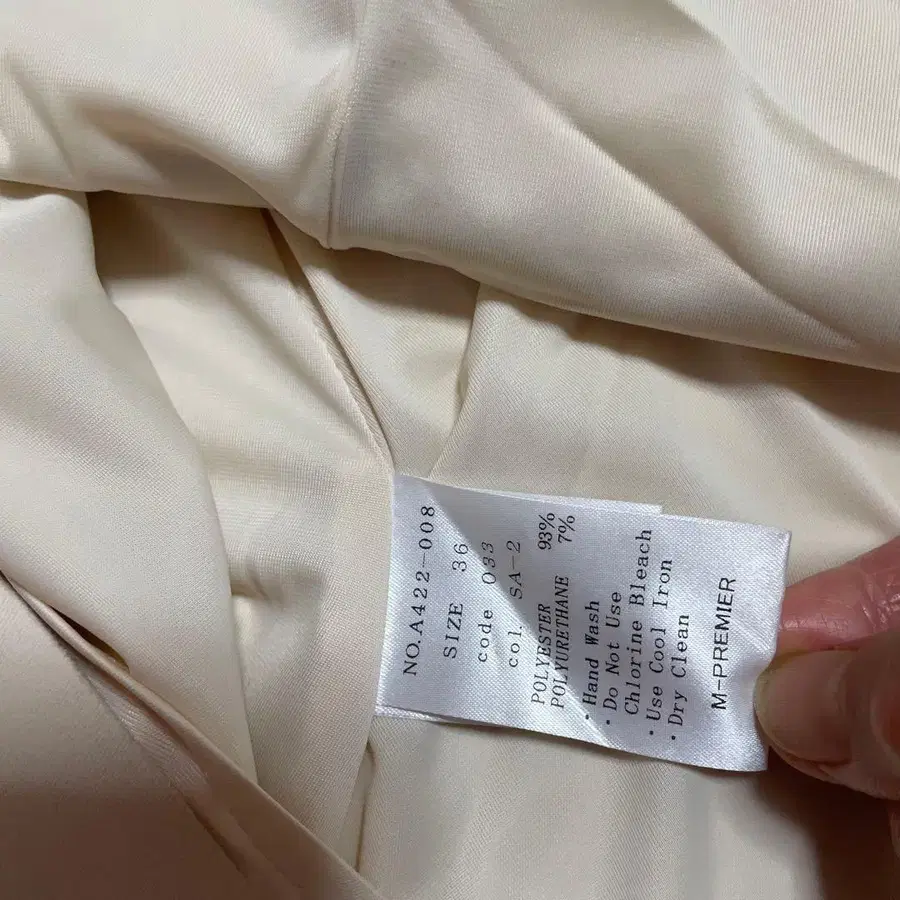 NO.A422-008
SIZE 36
code 033
col SA-2
POLYESTER 93%
POLYURETHANE 7%
・Hand Wash
・Do Not Use
Chlorine Bleach
・Use Cool Iron
・Dry Clean
M-PREMIER